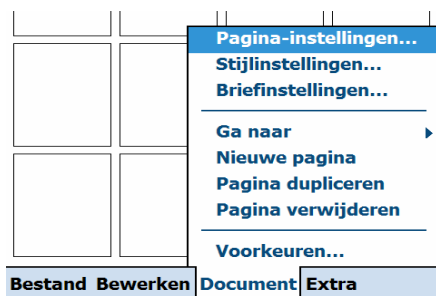 Pagina-instellingen...
Stijlinstellingen...
Briefinstellingen...
Ga naar
Nieuwe pagina
Pagina dupliceren
Pagina verwijderen
Voorkeuren...
Bestand Bewerken Document Extra